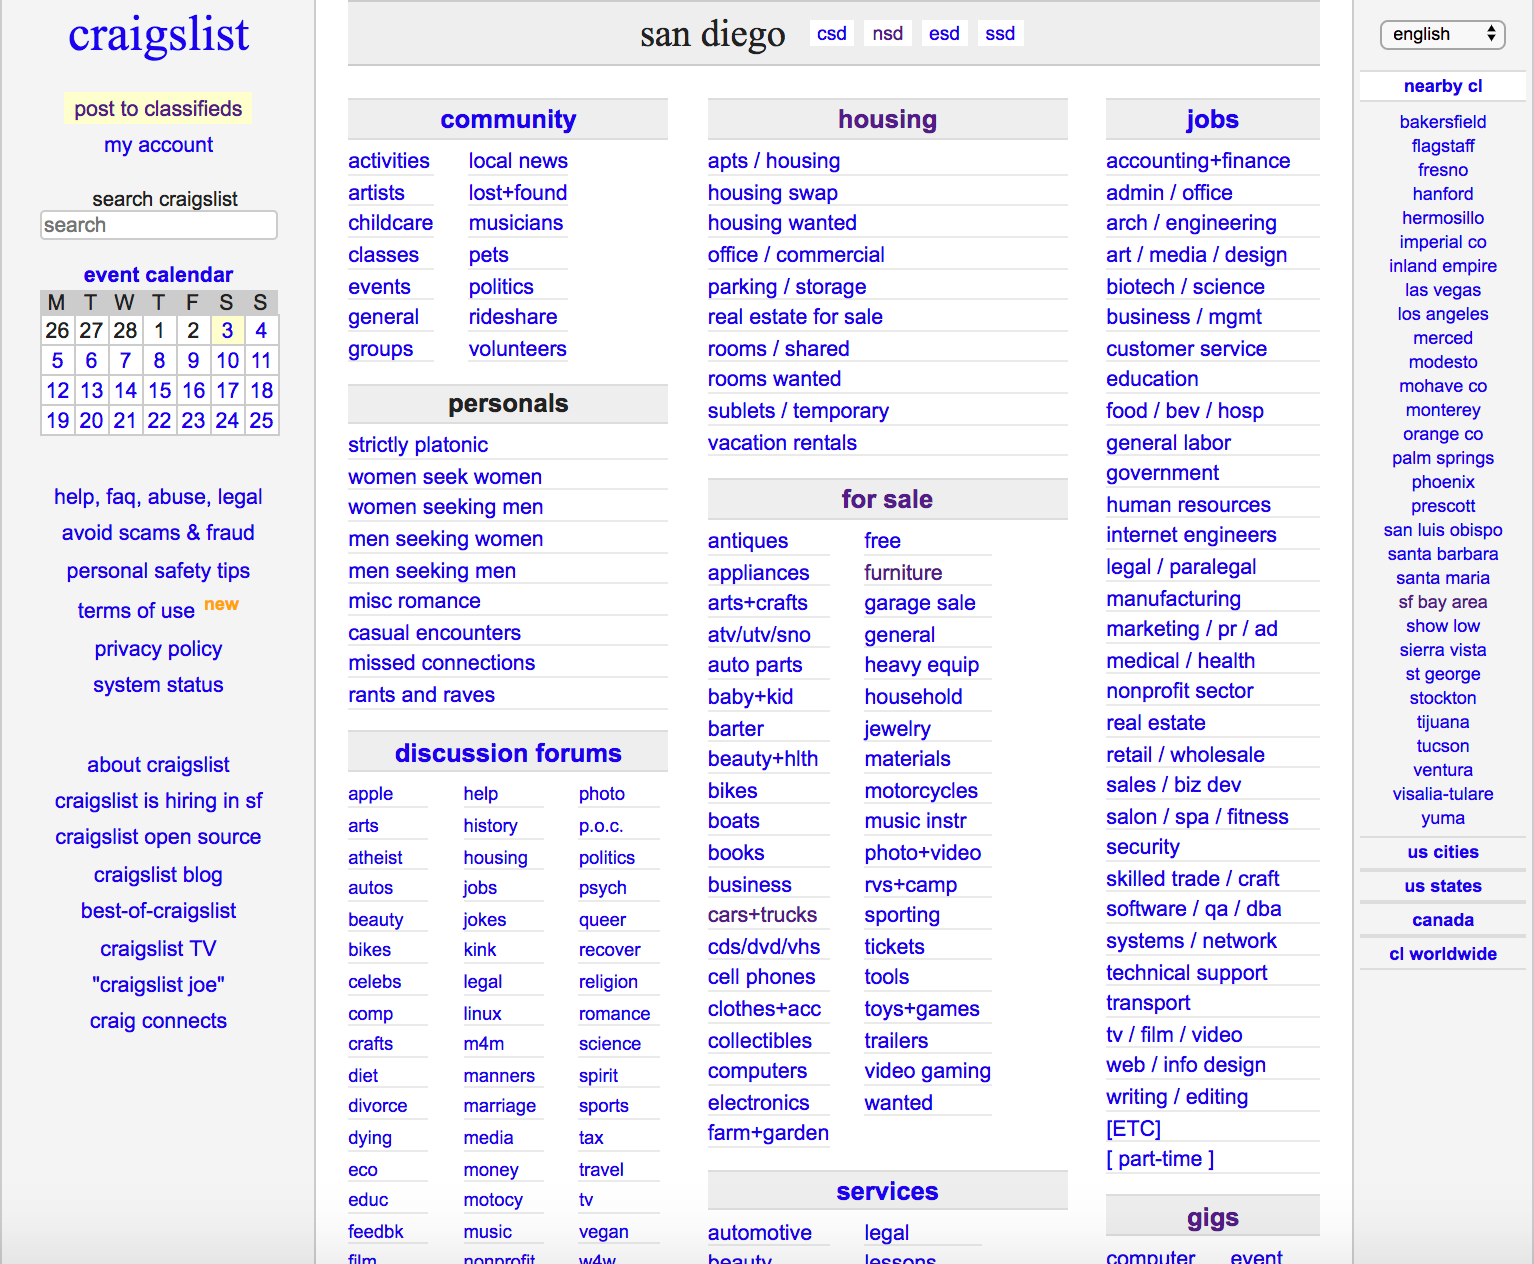 craigslist
post to classifieds
my account
search craigslist
search
event calendar
M T W T F S S
26 27 28 1 2 3 4
5 6 7 8 9 10 11
12 13 14 15 16 17 18
19 20 21 22 23 24 25
help, faq, abuse, legal
avoid scams & fraud
personal safety tips
terms of use new
privacy policy
system status
about craigslist
craigslist is hiring in sf
craigslist open source
craigslist blog
best-of-craigslist
craigslist TV
"craigslist joe"
craig connects
san diego csd nsd esd ssd
community
activities
artists
childcare
classes
events
general
groups
local news
lost+found
musicians
pets
politics
rideshare
volunteers
personals
strictly platonic
women seek women
women seeking men
men seeking women
men seeking men
misc romance
casual encounters
missed connections
rants and raves
discussion forums
apple
arts
atheist
autos
beauty
bikes
celebs
comp
crafts
diet
divorce
dying
eco
educ
feedbk
film
help
history
housing
jobs
jokes
kink
legal
linux
m4m
manners
marriage
media
money
motocy
music
nonprofit
photo
p.o.c.
politics
psych
queer
recover
religion
romance
science
spirit
sports
tax
travel
tv
vegan
w4w
housing
apts / housing
housing swap
housing wanted
office / commercial
parking / storage
real estate for sale
rooms / shared
rooms wanted
sublets / temporary
vacation rentals
for sale
antiques
appliances
arts+crafts
atv/utv/sno
auto parts
baby+kid
barter
beauty+hlth
bikes
boats
books
business
cars+trucks
cds/dvd/vhs
cell phones
clothes+acc
collectibles
computers
electronics
farm+garden
free
furniture
garage sale
general
heavy equip
household
jewelry
materials
motorcycles
music instr
photo+video
rvs+camp
sporting
tickets
tools
toys+games
trailers
video gaming
wanted
services
automotive
beauty
legal
lessons
jobs
accounting+finance
admin / office
arch / engineering
art / media / design
biotech / science
business / mgmt
customer service
education
food / bev / hosp
general labor
government
human resources
internet engineers
legal / paralegal
manufacturing
marketing / pr / ad
medical / health
nonprofit sector
real estate
retail / wholesale
sales / biz dev
salon / spa / fitness
security
skilled trade / craft
software / qa / dba
systems / network
technical support
transport
tv / film / video
web / info design
writing / editing
[ETC]
[ part-time ]
gigs
computer
event
english
nearby cl
bakersfield
flagstaff
fresno
hanford
hermosillo
imperial co
inland empire
las vegas
los angeles
merced
modesto
mohave co
monterey
orange co
palm springs
phoenix
prescott
san luis obispo
santa barbara
santa maria
sf bay area
show low
sierra vista
st george
stockton
tijuana
tucson
ventura
visalia-tulare
yuma
us cities
us states
canada
cl worldwide